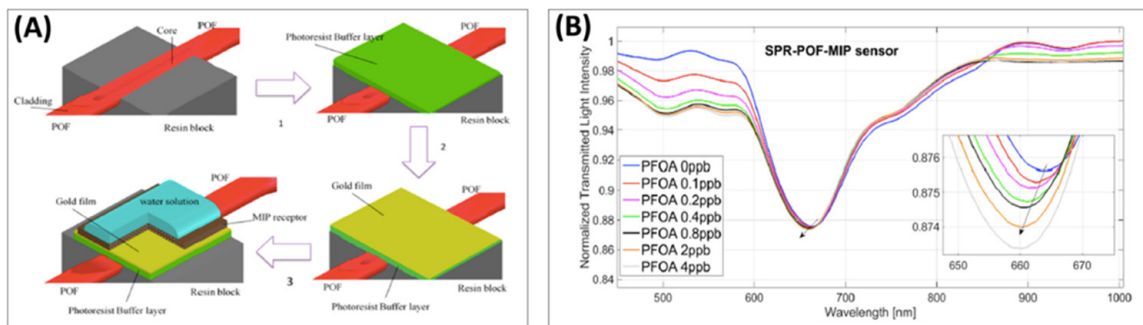 (A)
POF
Core
Cladding
POF
Resin block
1
Photoresist Buffer layer
POF
Resin block
2
Gold film
POF
POF
Resin block
Photoresist Buffer layer
3
POF
water solution
Gold film
MIP receptor
POF
Resin block
Photoresist Buffer layer
(B)
SPR-POF-MIP sensor
Normalized Transmitted Light Intensity
1
0.98
0.96
0.94
0.92
0.9
0.88
0.86
0.84
PFOA 0ppb
PFOA 0.1ppb
PFOA 0.2ppb
PFOA 0.4ppb
PFOA 0.8ppb
PFOA 2ppb
PFOA 4ppb
0.876
0.875
0.874
650 660 670
500 600 700 800 900 1000
Wavelength [nm]